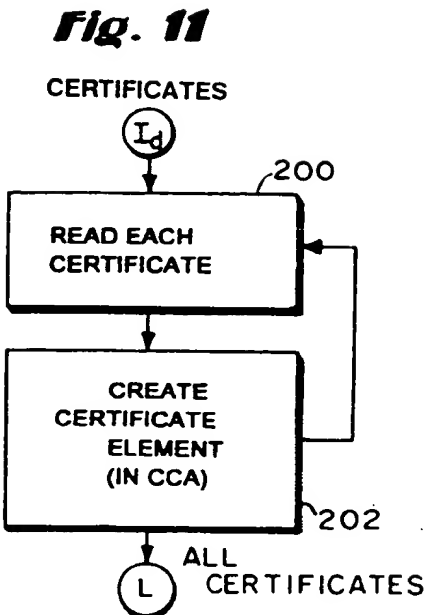 Fig. 11
CERTIFICATES
Id
200
READ EACH
CERTIFICATE
CREATE
CERTIFICATE
ELEMENT
(IN CCA)
202
ALL
L
CERTIFICATES